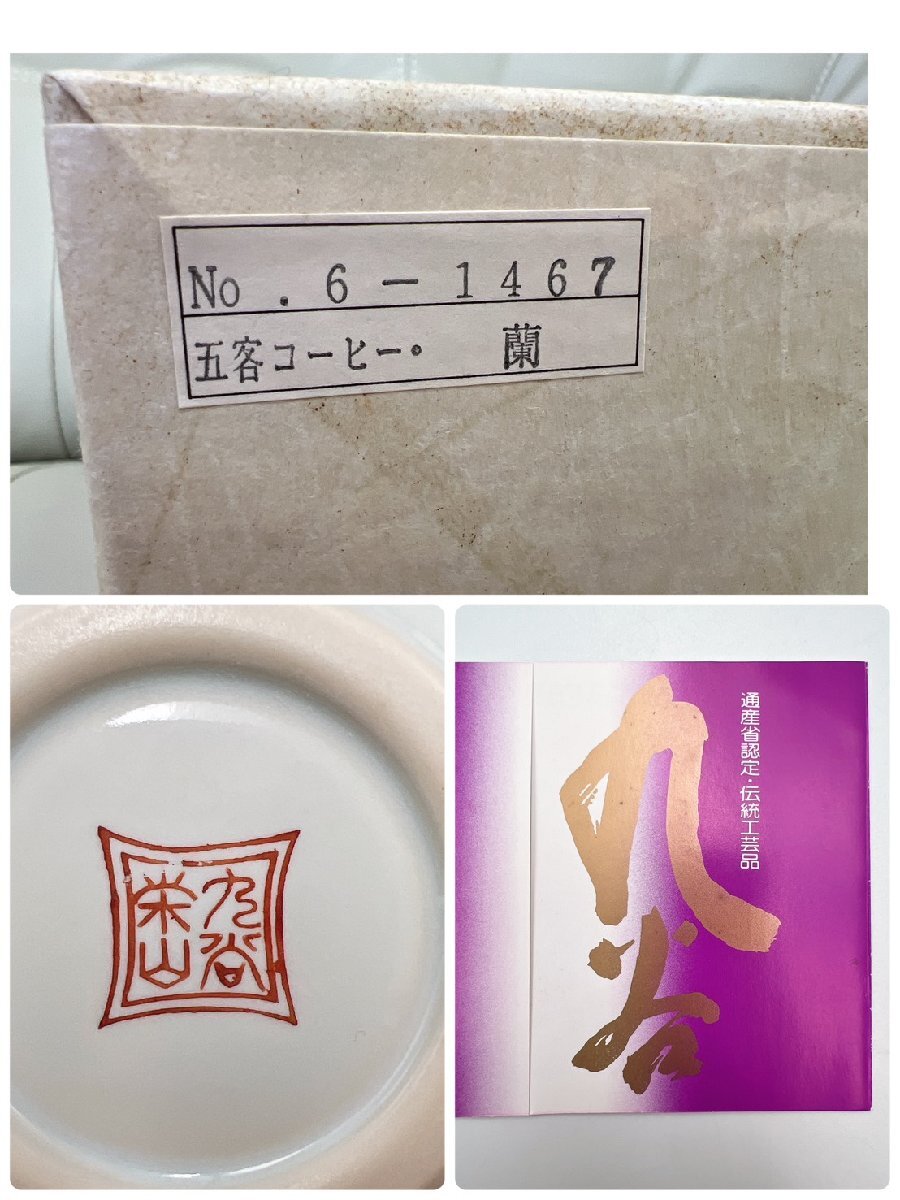 No.6-1467
五客コーヒー・ 蘭
九谷
栄山
通産省認定・伝統工芸品
九谷